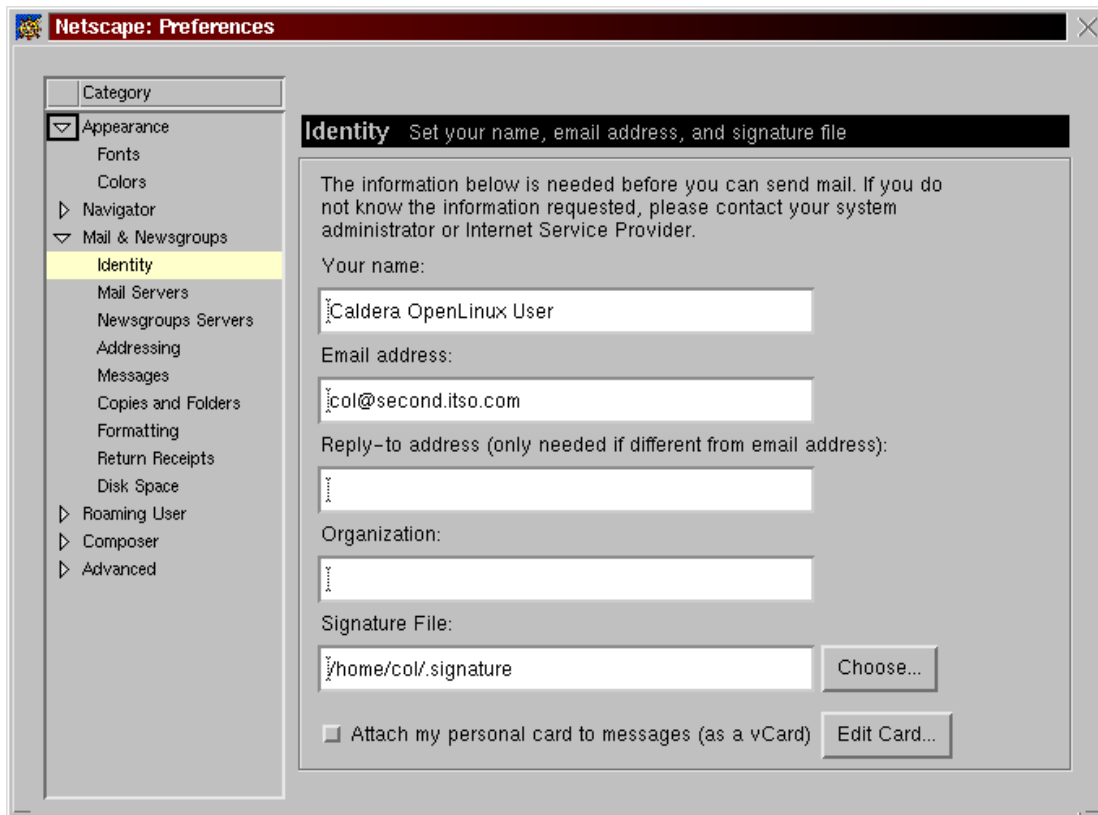 Netscape: Preferences
Category
Appearance
Fonts
Colors
Navigator
Mail & Newsgroups
Identity
Mail Servers
Newsgroups Servers
Addressing
Messages
Copies and Folders
Formatting
Return Receipts
Disk Space
Roaming User
Composer
Advanced
Identity Set your name, email address, and signature file
The information below is needed before you can send mail. If you do
not know the information requested, please contact your system
administrator or Internet Service Provider.
Your name:
Caldera OpenLinux User
Email address:
col@second.itso.com
Reply-to address (only needed if different from email address):
Organization:
Signature File:
/home/col/.signature
Choose...
Attach my personal card to messages (as a vCard)
Edit Card...